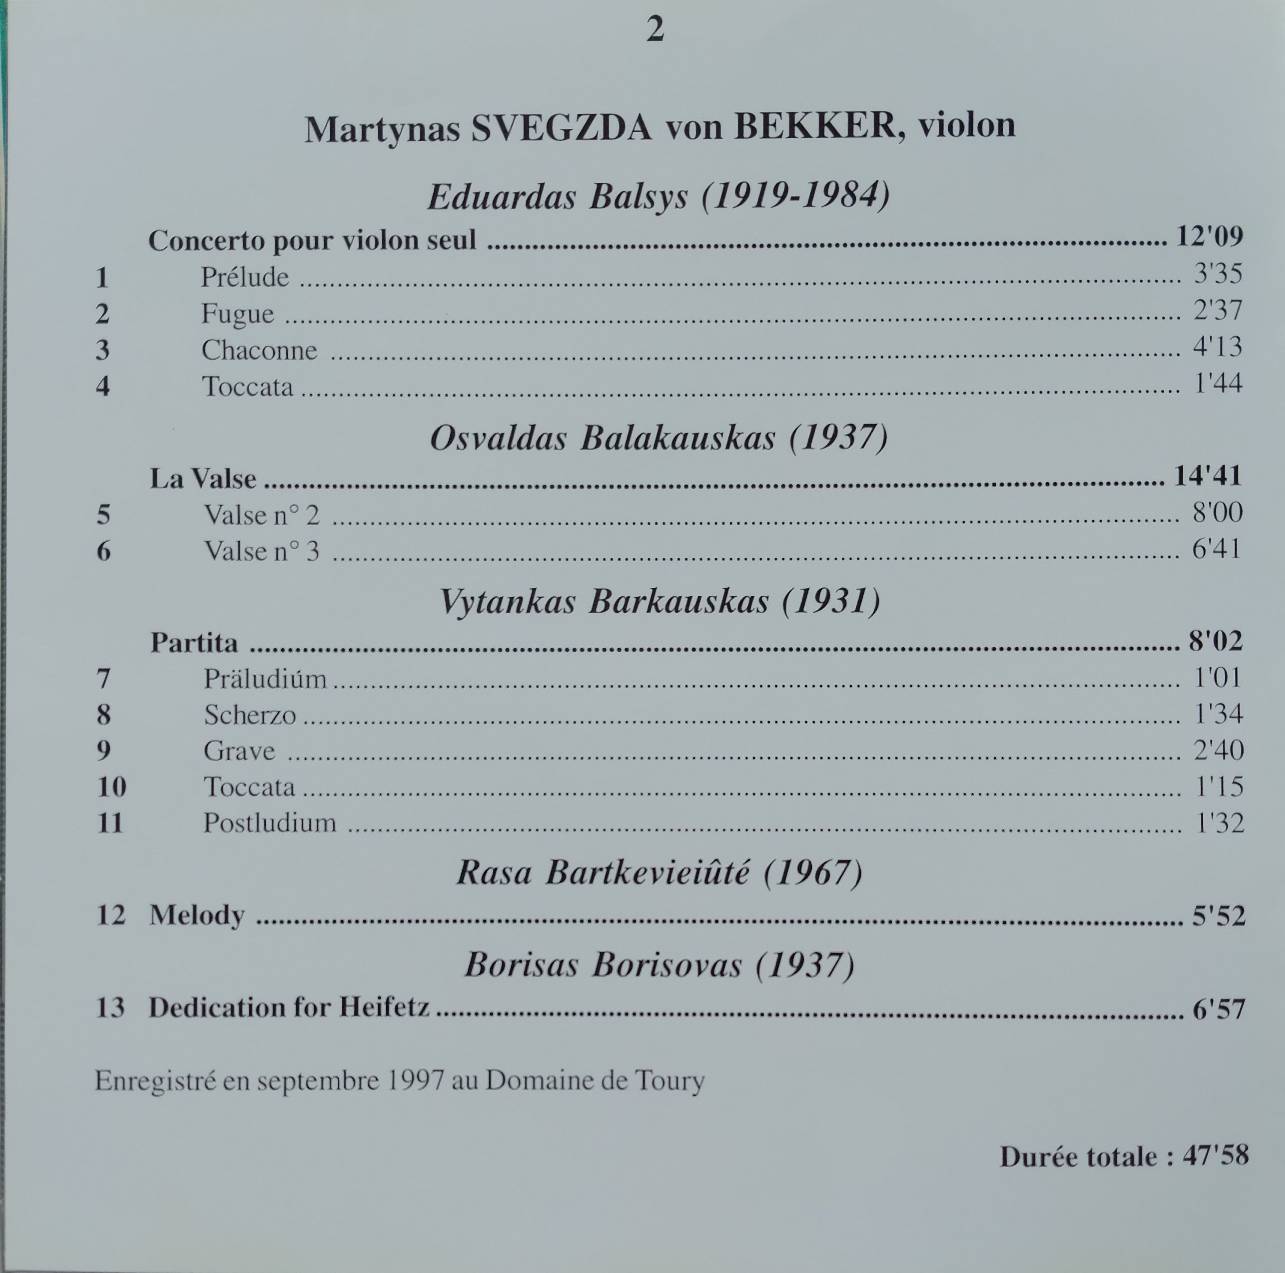 2
Martynas SVEGZDA von BEKKER, violon
Eduardas Balsys (1919-1984)
Concerto pour violon seul ........ 12'09
1 Prélude ........ 3'35
2 Fugue ........ 2'37
3 Chaconne ........ 4'13
4 Toccata ........ 1'44
Osvaldas Balakauskas (1937)
La Valse ........ 14'41
5 Valse n° 2 ........ 8'00
6 Valse n° 3 ........ 6'41
Vytankas Barkauskas (1931)
Partita ........ 8'02
7 Präludiúm ........ 1'01
8 Scherzo ........ 1'34
9 Grave ........ 2'40
10 Toccata ........ 1'15
11 Postludium ........ 1'32
Rasa Bartkevieiûté (1967)
12 Melody ........ 5'52
Borisas Borisovas (1937)
13 Dedication for Heifetz ........ 6'57
Enregistré en septembre 1997 au Domaine de Toury
Durée totale : 47'58